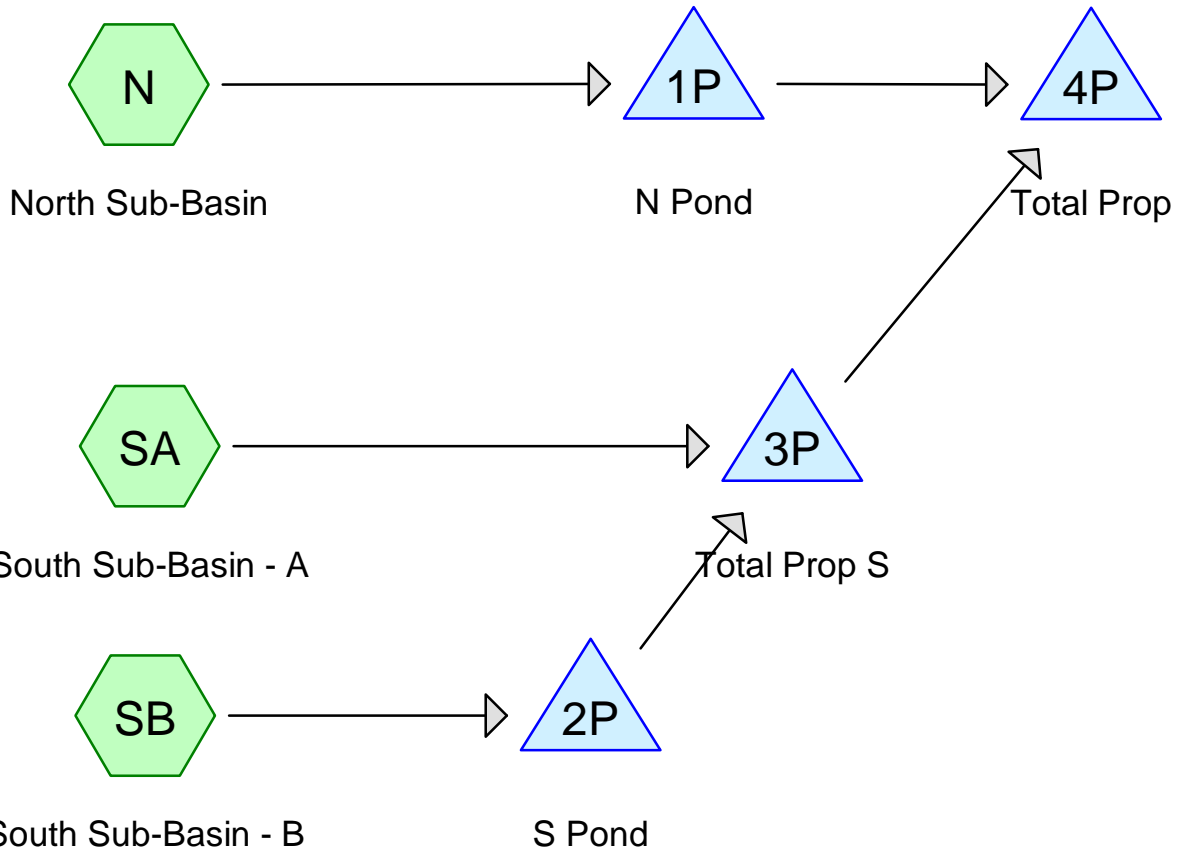 N
1P
4P
North Sub-Basin
N Pond
Total Prop
SA
3P
South Sub-Basin - A
Total Prop S
SB
2P
South Sub-Basin - B
S Pond